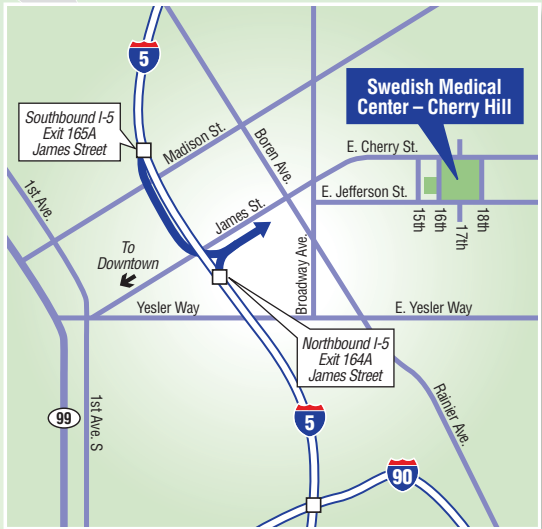 5
Swedish Medical
Center – Cherry Hill
Southbound I-5
Exit 165A
James Street
Madison St.
Boren Ave.
E. Cherry St.
1st Ave.
E. Jefferson St.
James St.
15th
16th
17th
18th
To
Downtown
Broadway Ave.
Yesler Way
E. Yesler Way
Northbound I-5
Exit 164A
James Street
Rainier Ave.
99
1st Ave. S
5
90